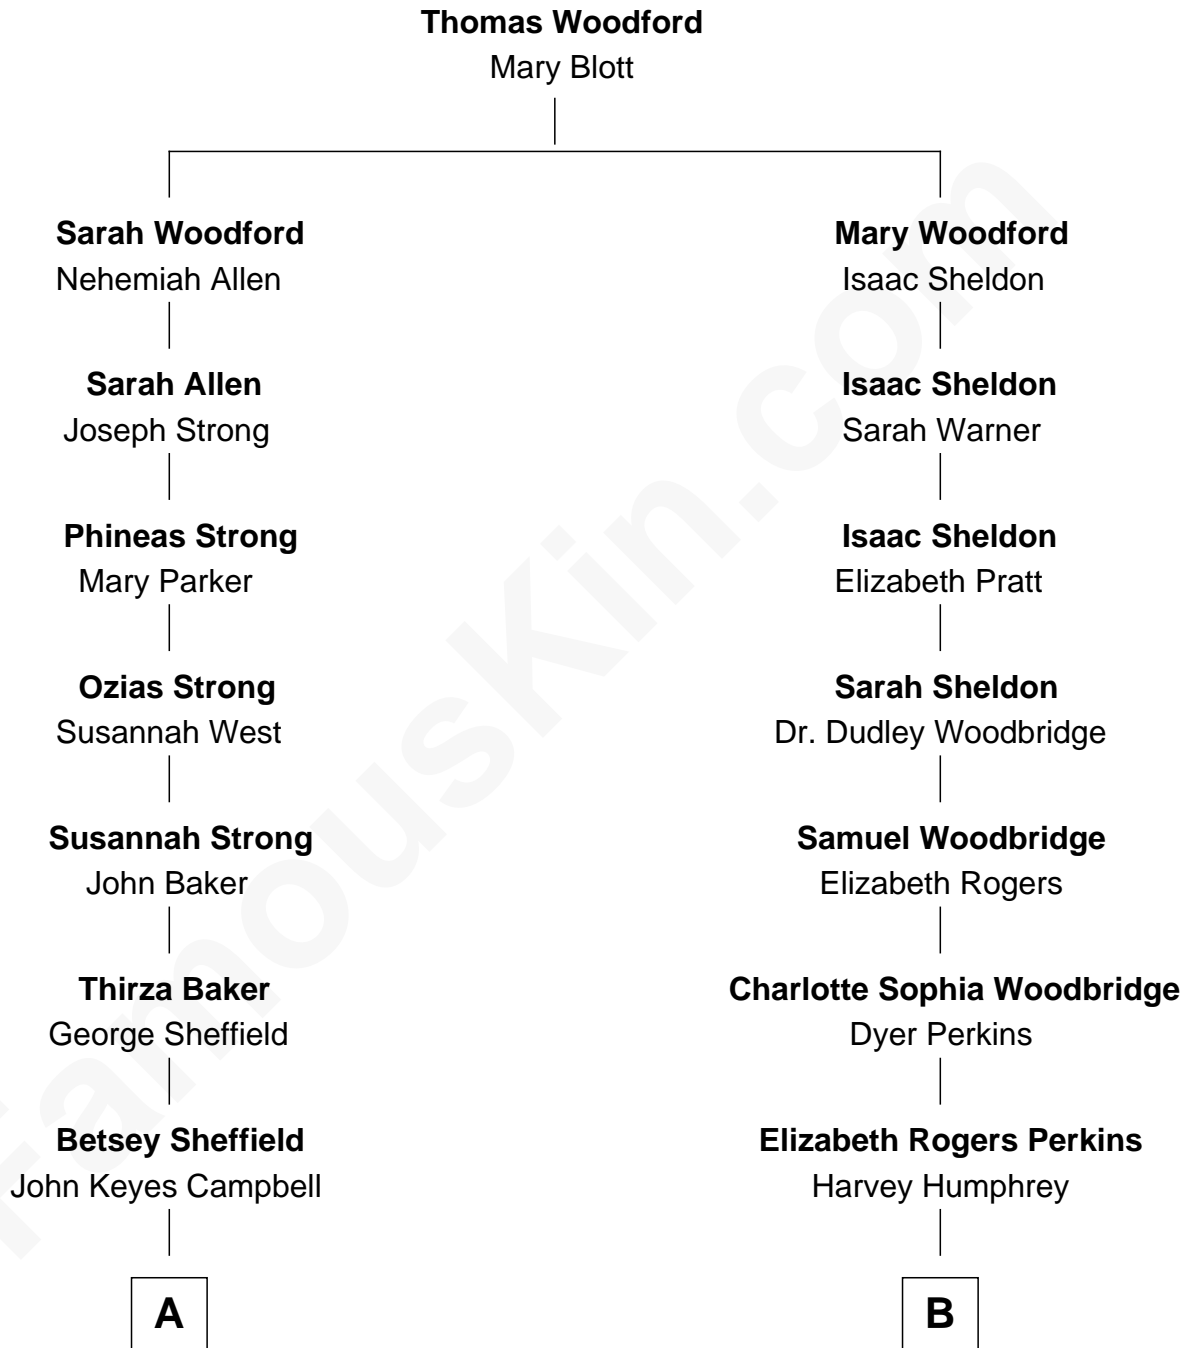 Thomas Woodford
Mary Blott
Sarah Woodford
Nehemiah Allen
Mary Woodford
Isaac Sheldon
Sarah Allen
Joseph Strong
Isaac Sheldon
Sarah Warner
Phineas Strong
Mary Parker
Isaac Sheldon
Elizabeth Pratt
Ozias Strong
Susannah West
Sarah Sheldon
Dr. Dudley Woodbridge
Susannah Strong
John Baker
Samuel Woodbridge
Elizabeth Rogers
Thirza Baker
George Sheffield
Charlotte Sophia Woodbridge
Dyer Perkins
Betsey Sheffield
John Keyes Campbell
Elizabeth Rogers Perkins
Harvey Humphrey
A
B
FamousKin.com